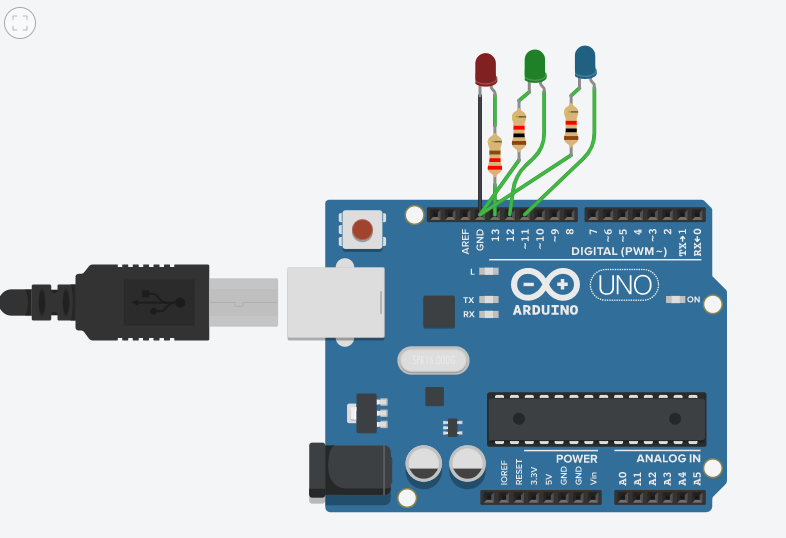 AREF
GND
13
12
~11
~10
~9
8
7
~6
~5
4
~3
2
TX→1
RX←0
DIGITAL (PWM~)
L
TX
RX
ARDUINO
UNO
ON
IOREF
RESET
3.3V
5V
GND
GND
Vin
POWER
ANALOG IN
A0
A1
A2
A3
A4
A5